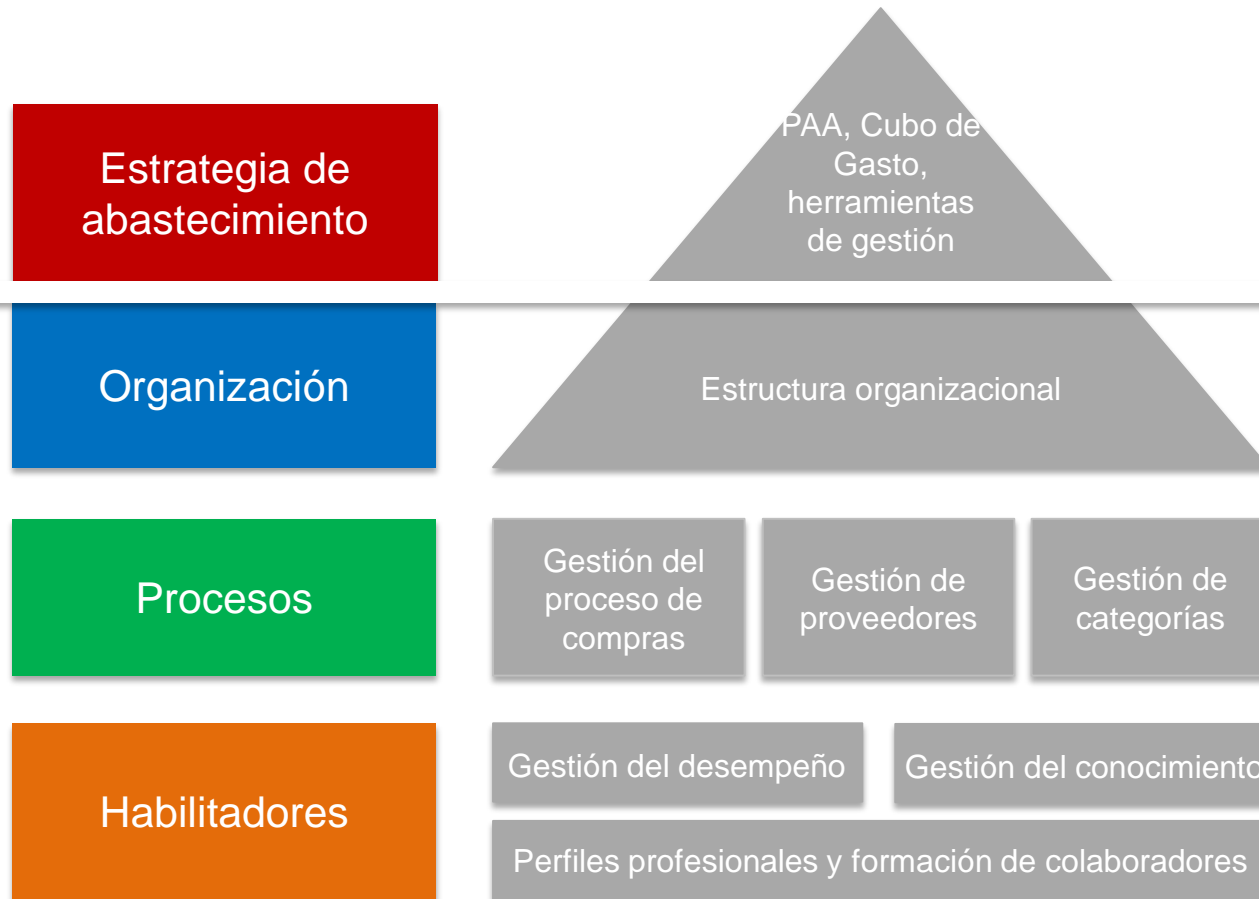 Estrategia de
abastecimiento
PAA, Cubo de
Gasto,
herramientas
de gestión
Organización
Estructura organizacional
Procesos
Gestión del
proceso de
compras
Gestión de
proveedores
Gestión de
categorías
Habilitadores
Gestión del desempeño
Gestión del conocimiento
Perfiles profesionales y formación de colaboradores